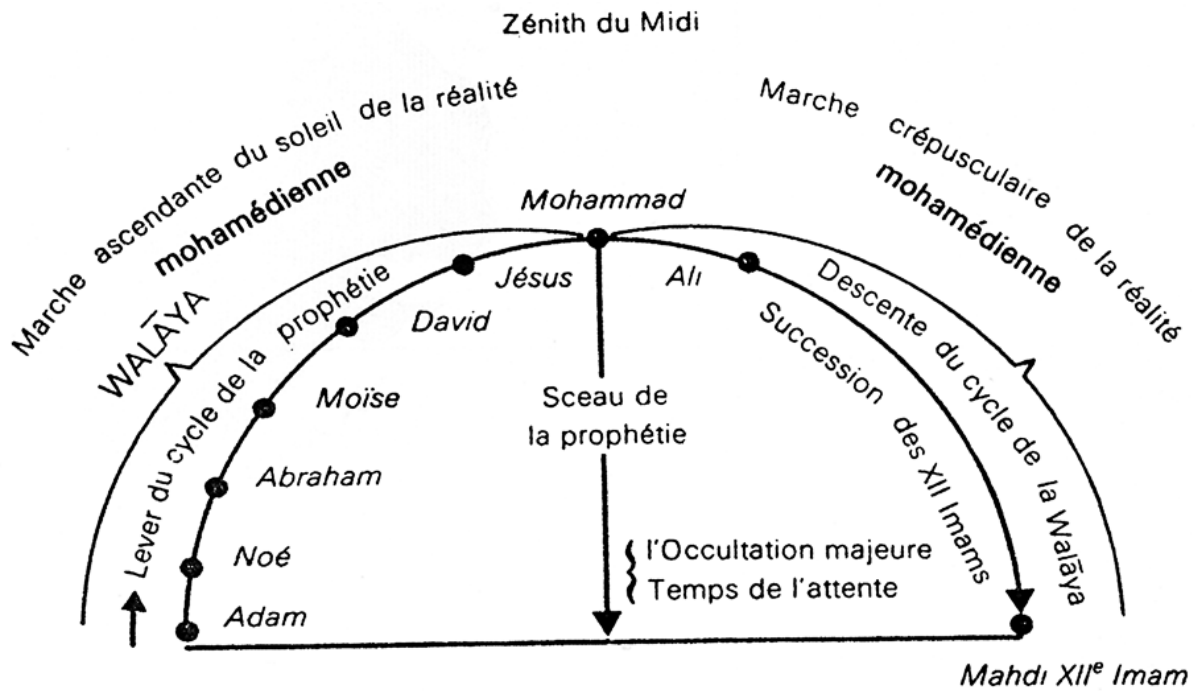 Zénith du Midi
Marche ascendante du soleil de la réalité
mohamédienne
Marche crépusculaire de la réalité
mohamédienne
WALĀYA
Lever du cycle de la prophétie
Descente du cycle de la Walāya
Mohammad
Jésus
Ali
David
Succession des XII Imams
Moïse
Sceau de
la prophétie
Abraham
Noé
l'Occultation majeure
Temps de l'attente
Adam
Mahdi XIIe Imam